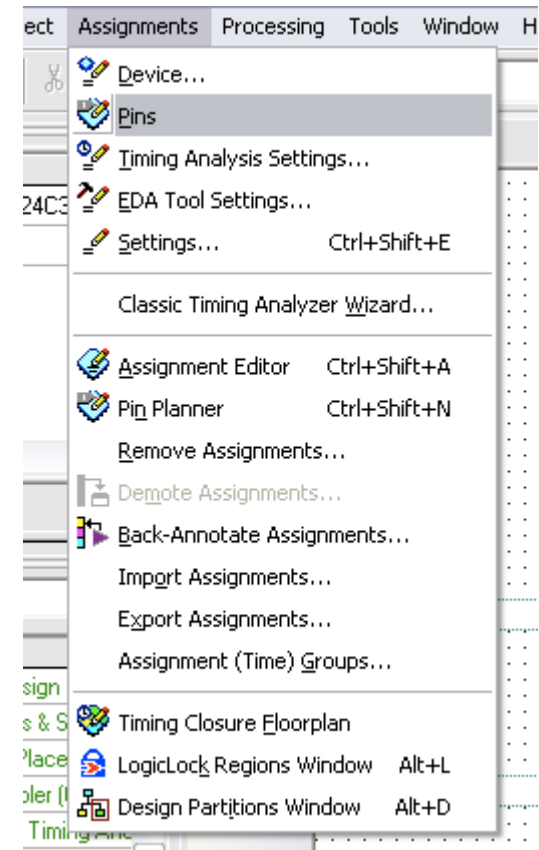 ect Assignments Processing Tools Window H
Device...
Pins
Timing Analysis Settings...
24C3
EDA Tool Settings...
Settings... Ctrl+Shift+E
Classic Timing Analyzer Wizard...
Assignment Editor Ctrl+Shift+A
Pin Planner Ctrl+Shift+N
Remove Assignments...
Demote Assignments...
Back-Annotate Assignments...
Import Assignments...
Export Assignments...
Assignment (Time) Groups...
sign
s & S
Timing Closure Floorplan
Place
LogicLock Regions Window Alt+L
Design Partitions Window Alt+D
Timing Ana